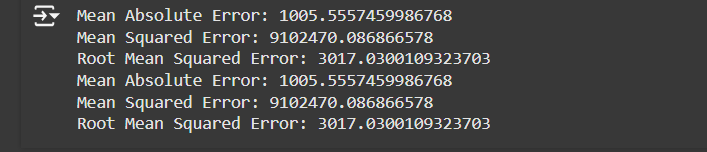 Mean Absolute Error: 1005.5557459986768
Mean Squared Error: 9102470.086866578
Root Mean Squared Error: 3017.0300109323703
Mean Absolute Error: 1005.5557459986768
Mean Squared Error: 9102470.086866578
Root Mean Squared Error: 3017.0300109323703